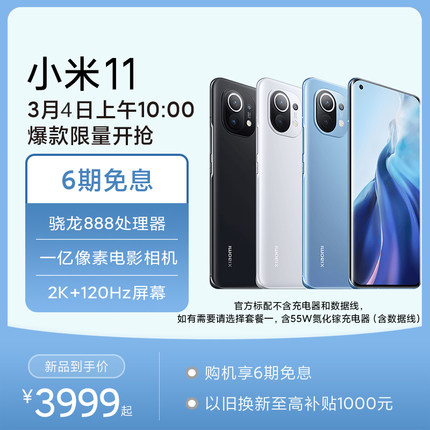 小米11
3月4日上午10:00
爆款限量开抢
6期免息
骁龙888处理器
一亿像素电影相机
2K+120Hz屏幕
XIAOMI
XIAOMI
XIAOMI
官方标配不含充电器和数据线,
如有需要请选择套餐一,含55W氮化镓充电器(含数据线)
新品到手价
¥3999起
购机享6期免息
以旧换新至高补贴1000元